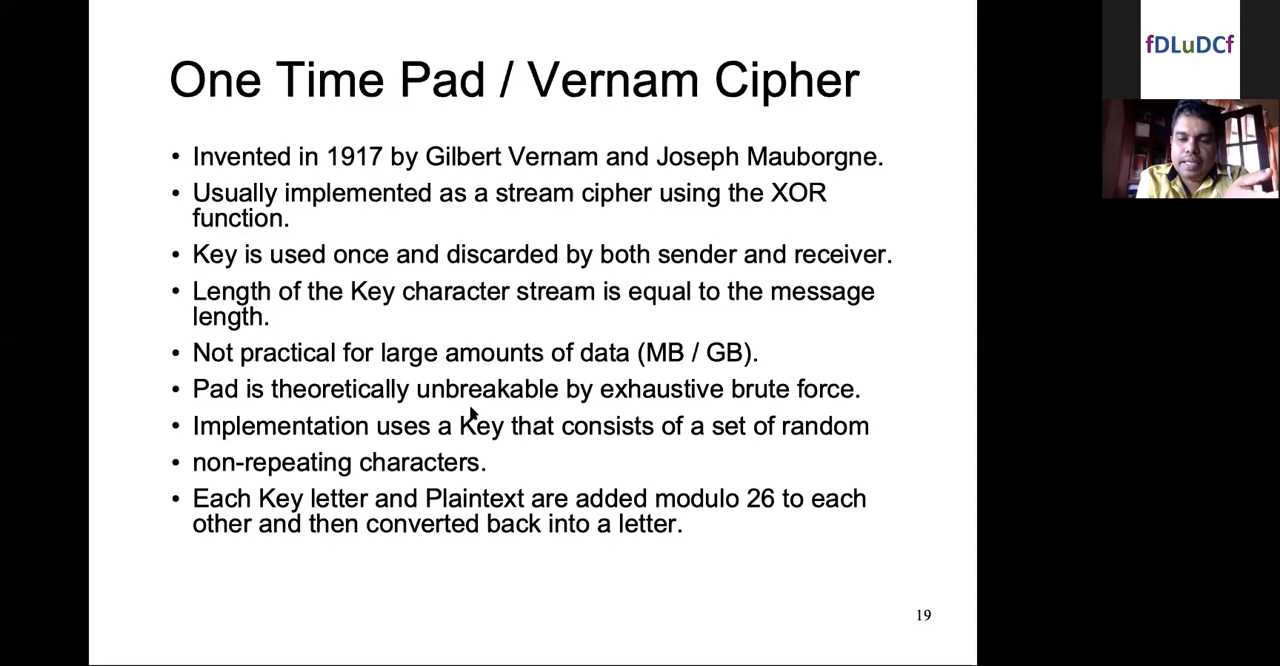 One Time Pad / Vernam Cipher
• Invented in 1917 by Gilbert Vernam and Joseph Mauborgne.
• Usually implemented as a stream cipher using the XOR
function.
• Key is used once and discarded by both sender and receiver.
• Length of the Key character stream is equal to the message
length.
• Not practical for large amounts of data (MB / GB).
• Pad is theoretically unbreakable by exhaustive brute force.
• Implementation uses a Key that consists of a set of random
• non-repeating characters.
• Each Key letter and Plaintext are added modulo 26 to each
other and then converted back into a letter.
19
fDLuDCf